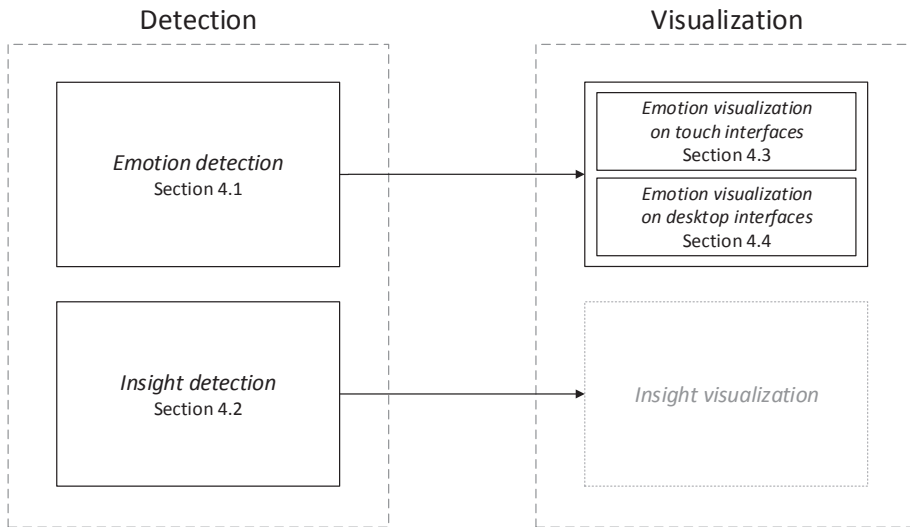 Detection
Emotion detection
Section 4.1
Insight detection
Section 4.2
Visualization
Emotion visualization
on touch interfaces
Section 4.3
Emotion visualization
on desktop interfaces
Section 4.4
Insight visualization